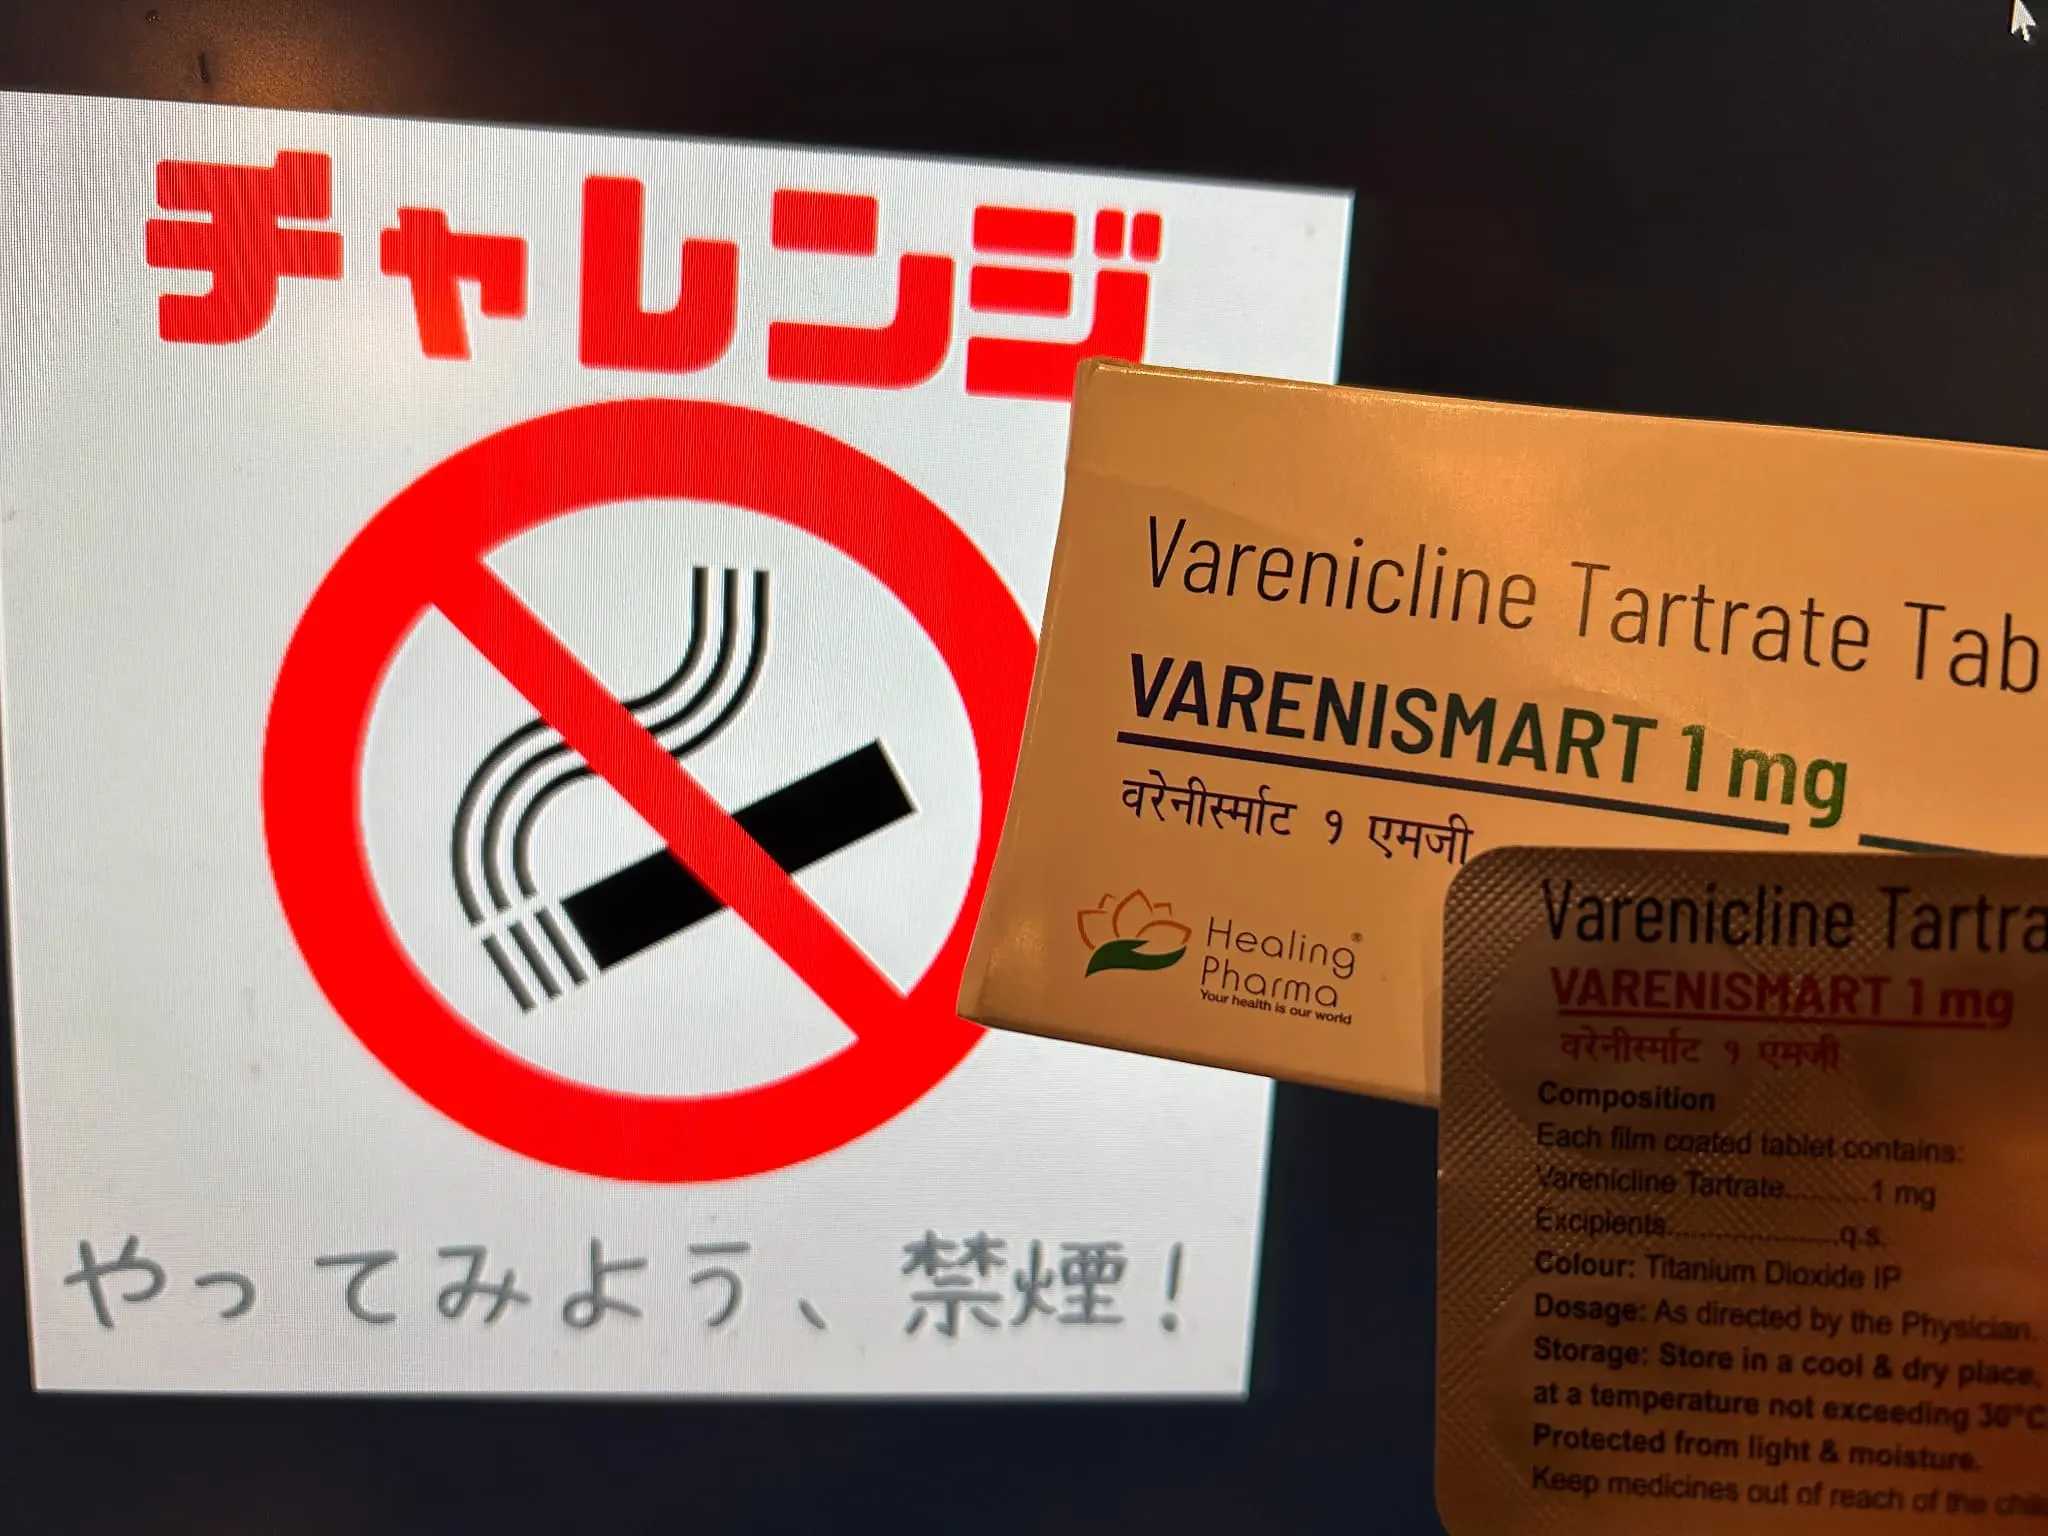 チャレンジ
やってみよう、禁煙!
Varenicline Tartrate Tab
VARENISMART 1 mg
वरेनीर्स्माट १ एमजी
Healing®
Pharma
Your health is our world
Varenicline Tartra
VARENISMART 1 mg
वरेनीर्स्माट १ एमजी
Composition
Each film coated tablet contains:
Varenicline Tartrate..........1 mg
Excipients....................q.s.
Colour: Titanium Dioxide IP
Dosage: As directed by the Physician.
Storage: Store in a cool & dry place,
at a temperature not exceeding 30°C.
Protected from light & moisture.
Keep medicines out of reach of the